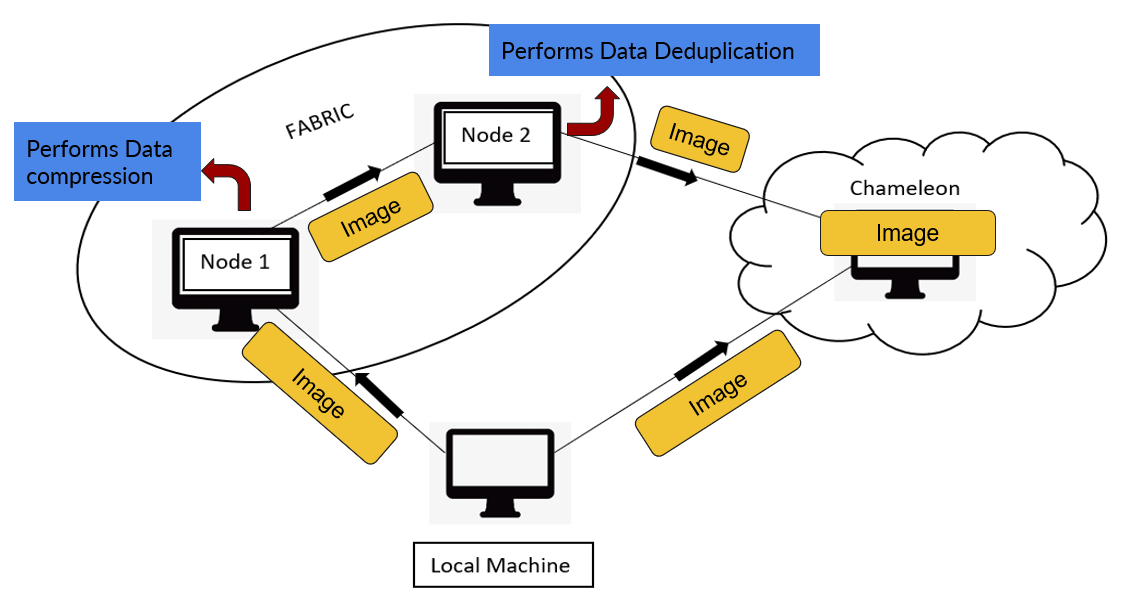 Performs Data Deduplication
FABRIC
Node 2
Image
Performs Data
compression
Image
Chameleon
Image
Node 1
Image
Image
Local Machine